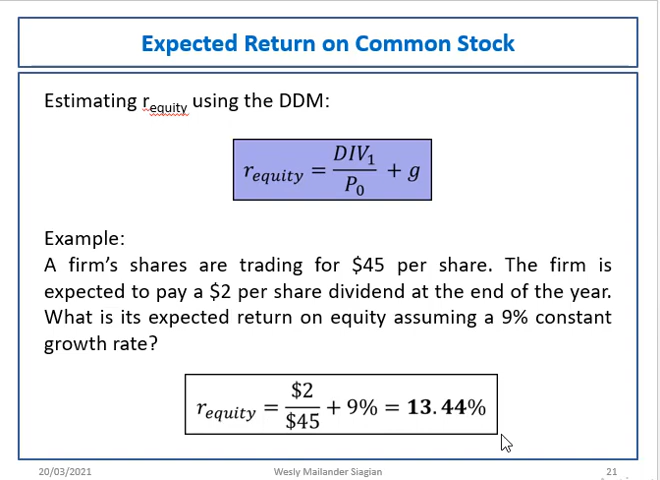 Expected Return on Common Stock
Estimating r_equity using the DDM:
r_equity = DIV₁/P₀ + g
Example:
A firm's shares are trading for $45 per share. The firm is
expected to pay a $2 per share dividend at the end of the year.
What is its expected return on equity assuming a 9% constant
growth rate?
r_equity = $2/$45 + 9% = 13.44%
20/03/2021 Wesly Mailander Siagian 21